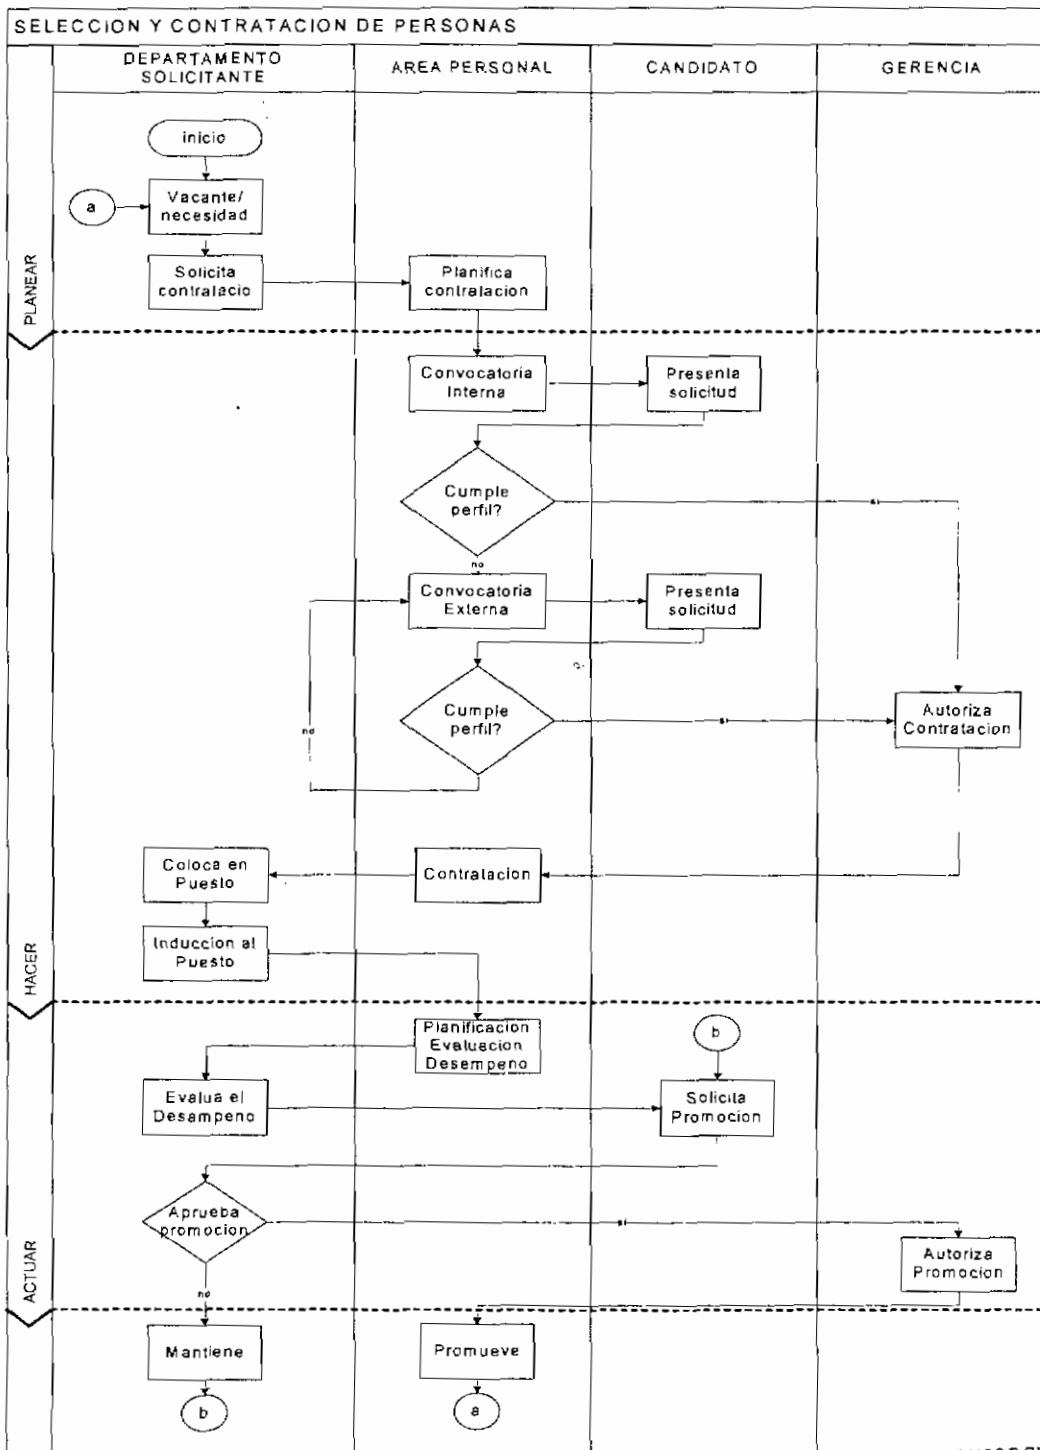 SELECCION Y CONTRATACION DE PERSONAS
DEPARTAMENTO
SOLICITANTE
AREA PERSONAL
CANDIDATO
GERENCIA
PLANEAR
inicio
a
Vacante/
necesidad
Solicita
contratacio
Planifica
contratacion
HACER
Convocatoria
Interna
Presenta
solicitud
Cumple
perfil?
si
no
Convocatoria
Externa
Presenta
solicitud
Cumple
perfil?
si
no
Autoriza
Contratacion
Contratacion
Coloca en
Puesto
Induccion al
Puesto
ACTUAR
Planificacion
Evaluacion
Desempeno
b
Evalua el
Desampeno
Solicita
Promocion
Aprueba
promocion
si
no
Autoriza
Promocion
Mantiene
Promueve
b
a